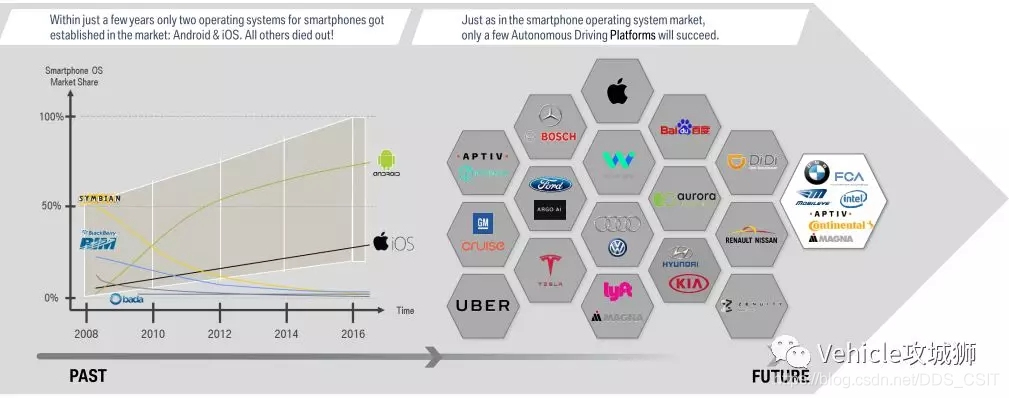 Within just a few years only two operating systems for smartphones got
established in the market: Android & iOS. All others died out!
Just as in the smartphone operating system market,
only a few Autonomous Driving Platforms will succeed.
Smartphone OS
Market Share
100%
50%
0%
SYMBIAN
BlackBerry
RIM
bada
ANDROID
iOS
Time
2008
2010
2012
2014
2016
BOSCH
Bai du 百度
APTIV
DiDi
Ford
ARGO AI
aurora
GM
cruise
Audi
RENAULT NISSAN
TESLA
HYUNDAI
KIA
UBER
lyft
MAGNA
ZENUITY
BMW
FCA
MOBILEYE
intel
APTIV
Continental
MAGNA
PAST
FUTURE
Vehicle攻城狮
https://blog.csdn.net/DDS_CSIT